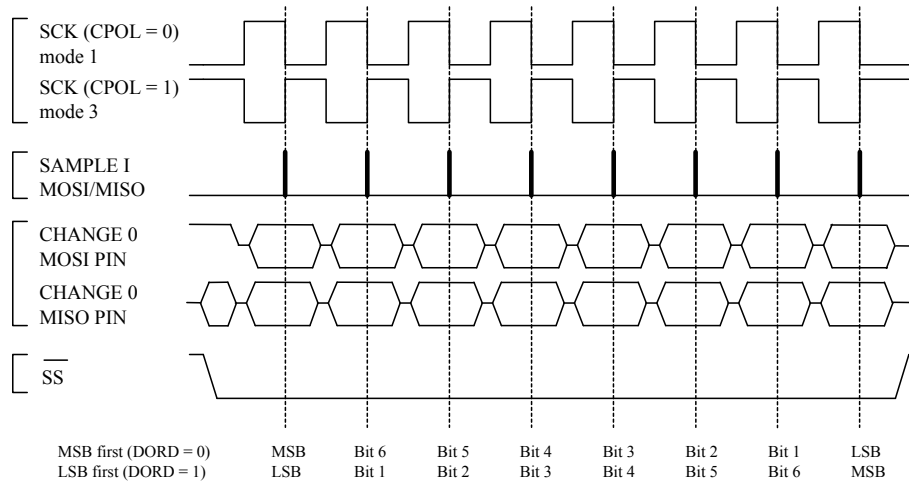 SCK (CPOL = 0)
mode 1
SCK (CPOL = 1)
mode 3
SAMPLE I
MOSI/MISO
CHANGE 0
MOSI PIN
CHANGE 0
MISO PIN
SS
MSB first (DORD = 0) MSB Bit 6 Bit 5 Bit 4 Bit 3 Bit 2 Bit 1 LSB
LSB first (DORD = 1) LSB Bit 1 Bit 2 Bit 3 Bit 4 Bit 5 Bit 6 MSB